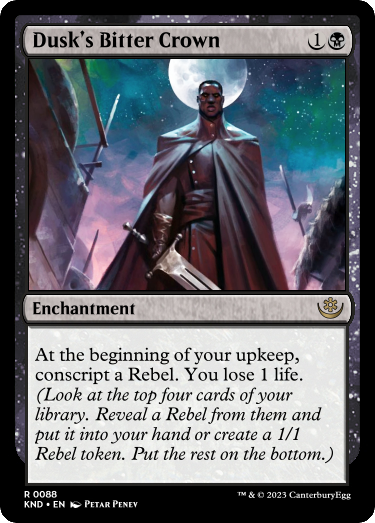 Dusk's Bitter Crown 1
Enchantment
At the beginning of your upkeep,
conscript a Rebel. You lose 1 life.
(Look at the top four cards of your
library. Reveal a Rebel from them and
put it into your hand or create a 1/1
Rebel token. Put the rest on the bottom.)
R 0088
KND • EN Petar Penev
™ & © 2023 CanterburyEgg